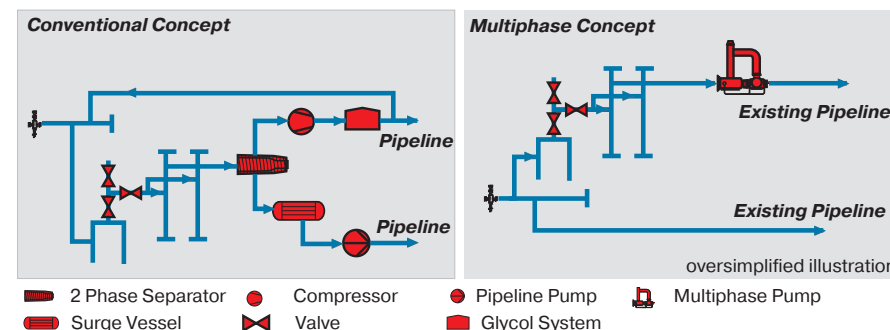 Conventional Concept
Pipeline
Pipeline
Multiphase Concept
Existing Pipeline
Existing Pipeline
oversimplified illustration
2 Phase Separator
Compressor
Pipeline Pump
Multiphase Pump
Surge Vessel
Valve
Glycol System